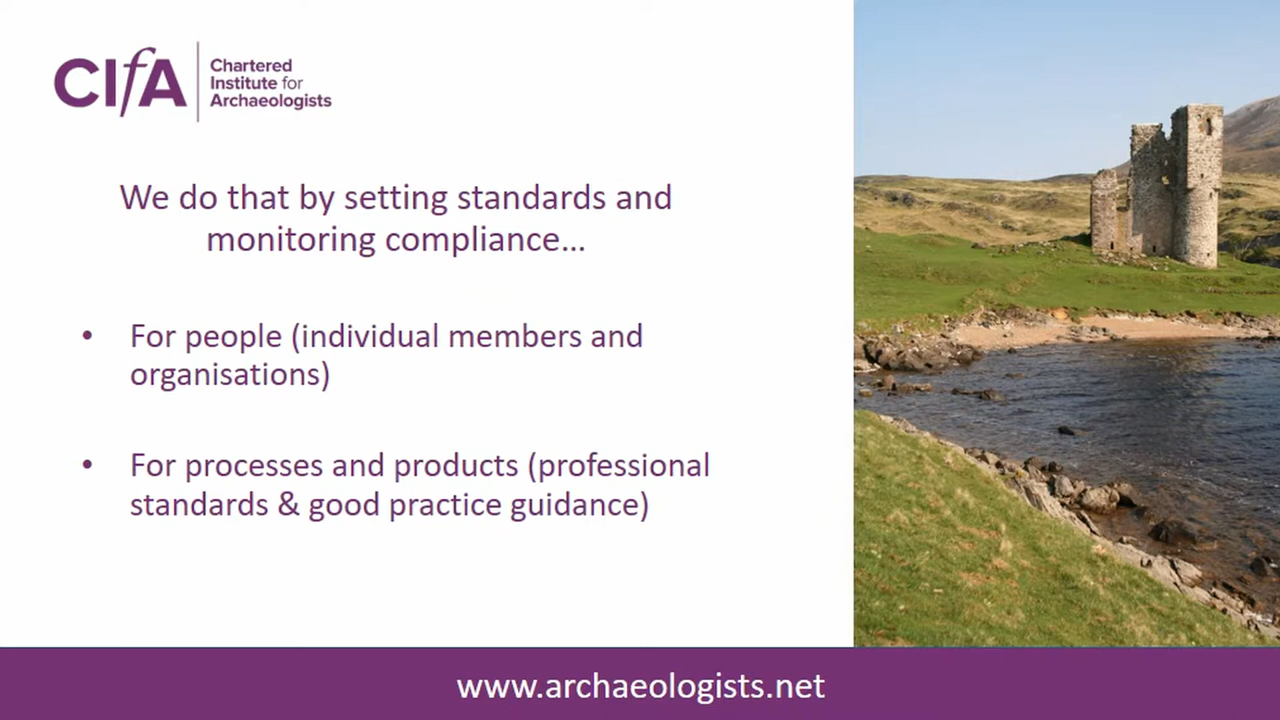 CIfA
Chartered
Institute for
Archaeologists
We do that by setting standards and
monitoring compliance…
• For people (individual members and
organisations)
• For processes and products (professional
standards & good practice guidance)
www.archaeologists.net